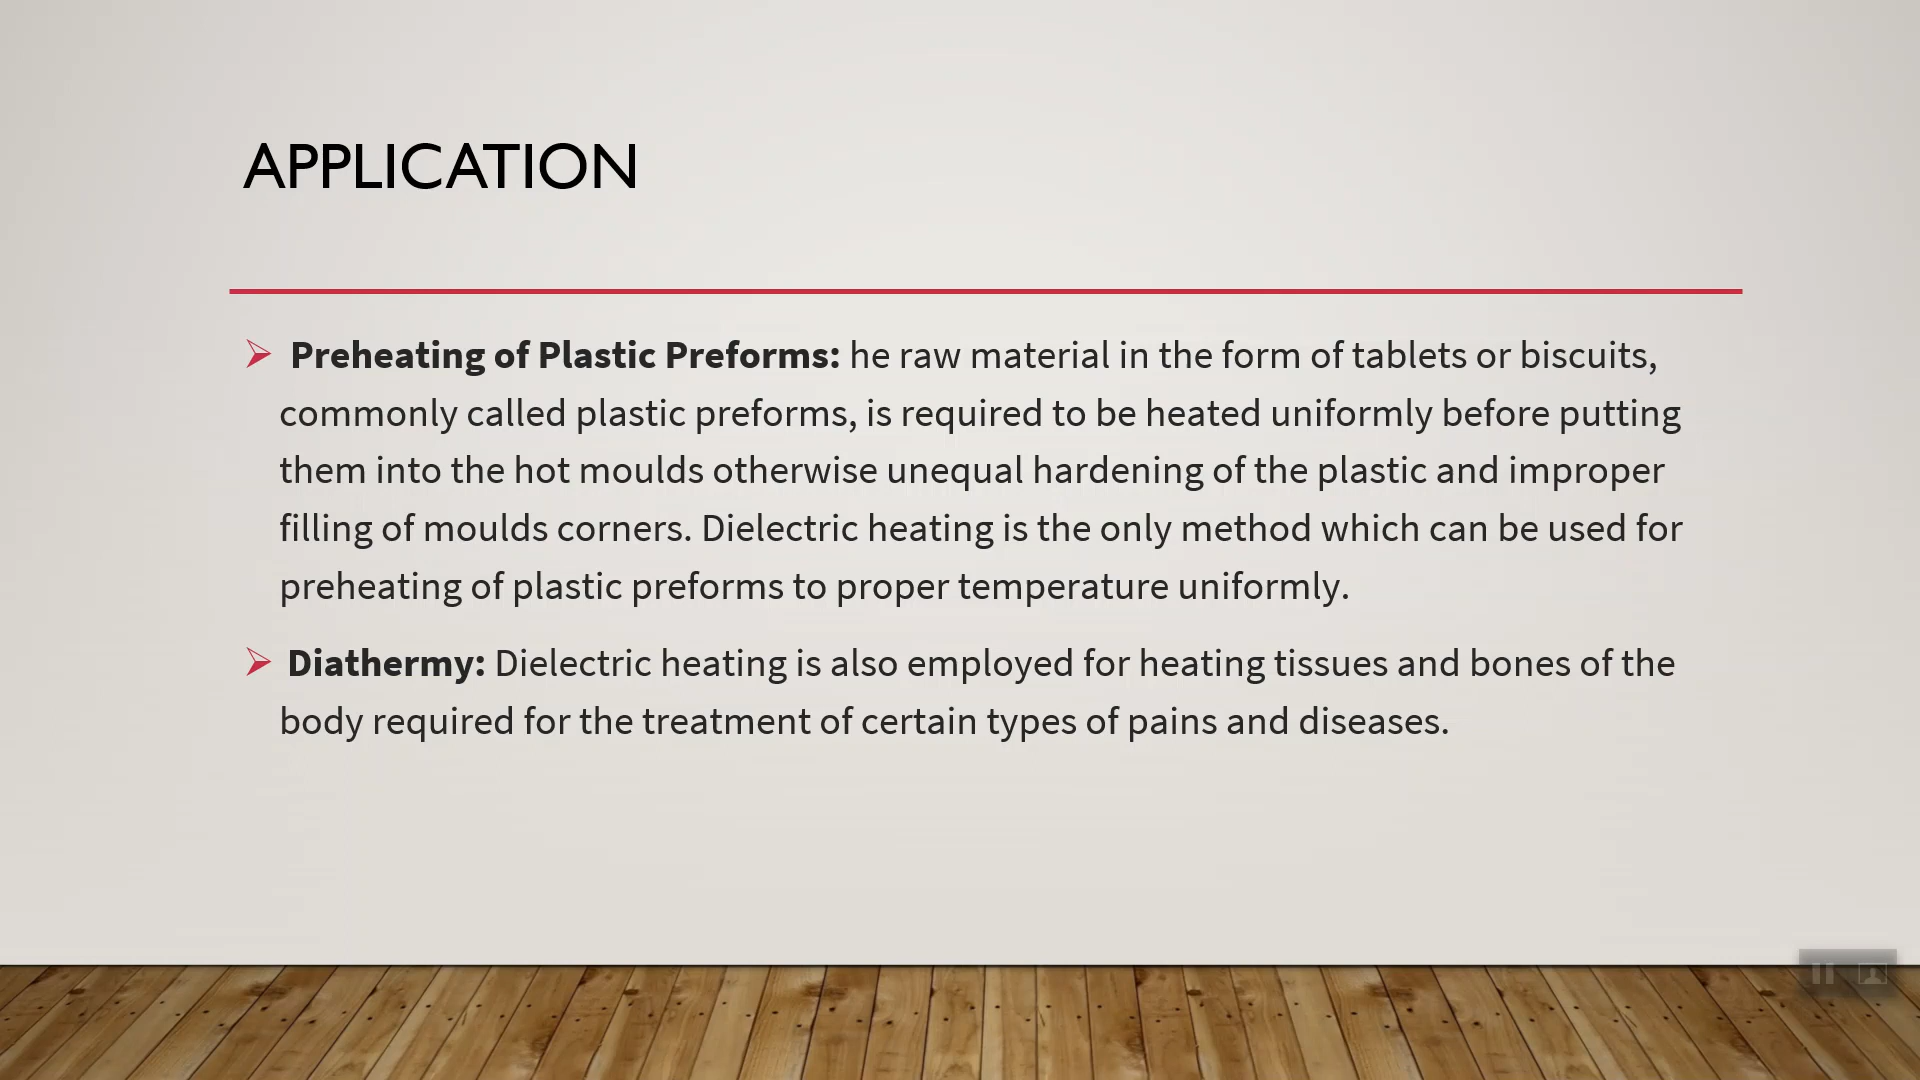 APPLICATION
Preheating of Plastic Preforms: he raw material in the form of tablets or biscuits,
commonly called plastic preforms, is required to be heated uniformly before putting
them into the hot moulds otherwise unequal hardening of the plastic and improper
filling of moulds corners. Dielectric heating is the only method which can be used for
preheating of plastic preforms to proper temperature uniformly.
Diathermy: Dielectric heating is also employed for heating tissues and bones of the
body required for the treatment of certain types of pains and diseases.